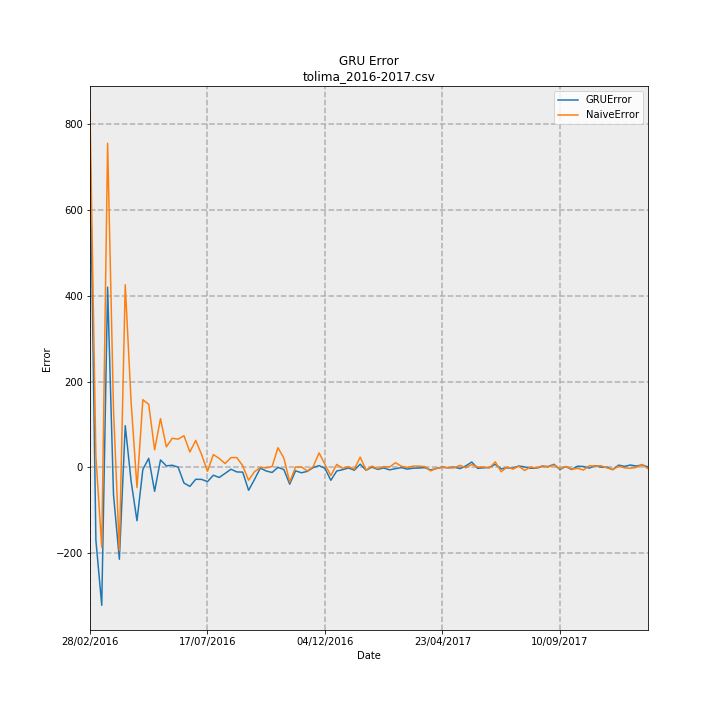 GRU Error
tolima_2016-2017.csv
GRUError
NaiveError
800
600
400
200
0
−200
Error
28/02/2016
17/07/2016
04/12/2016
23/04/2017
10/09/2017
Date